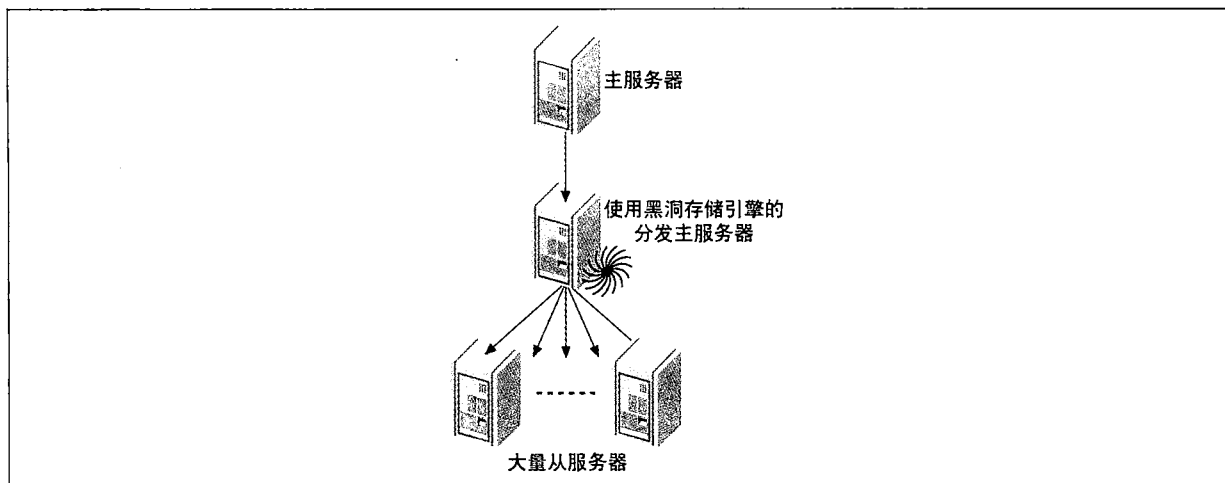 主服务器
使用黑洞存储引擎的
分发主服务器
大量从服务器